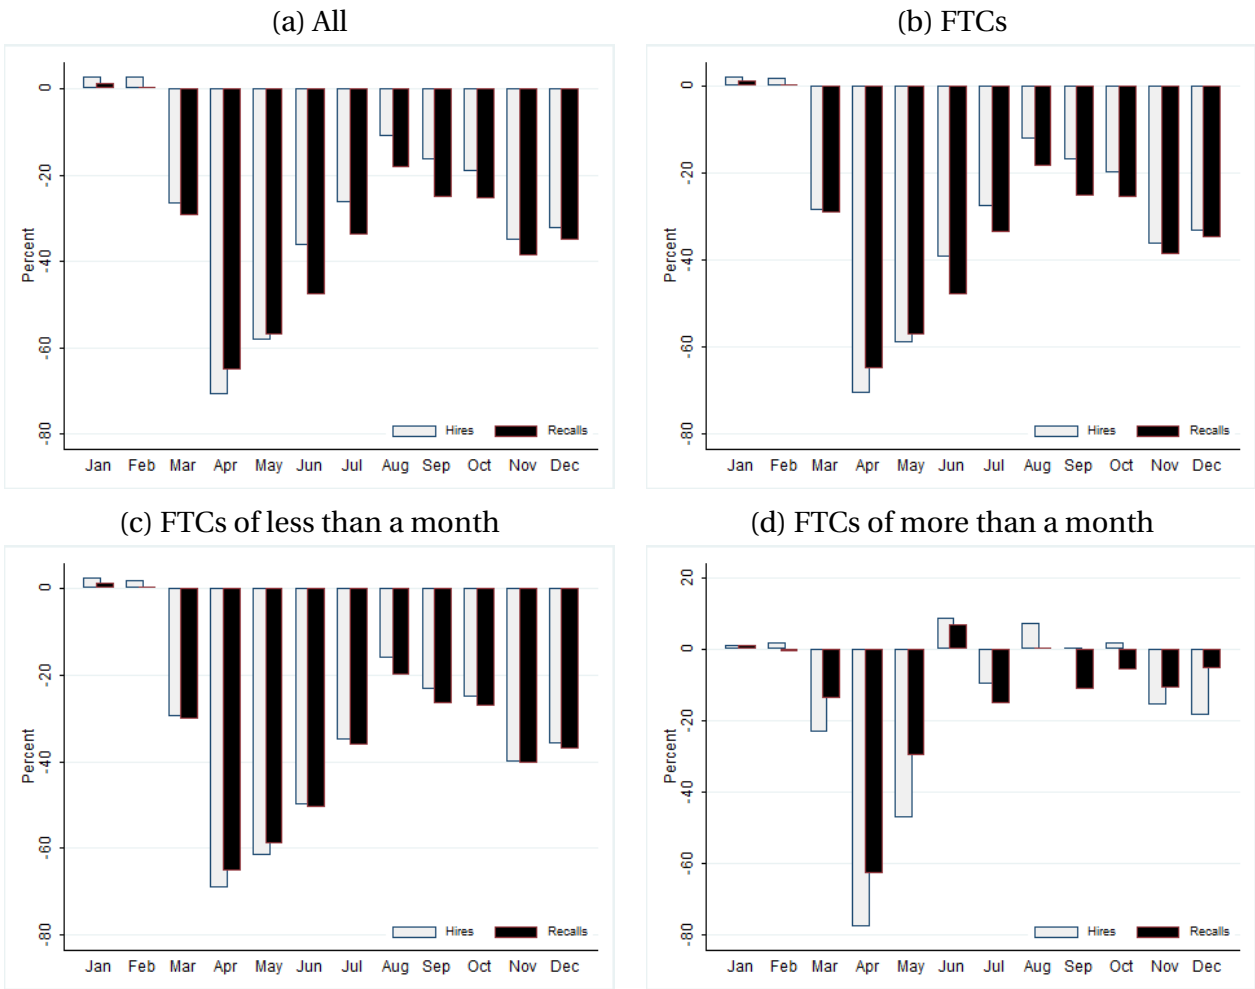 (a) All
0
-20
-40
-60
-80
Percent
Hires Recalls
Jan Feb Mar Apr May Jun Jul Aug Sep Oct Nov Dec
(b) FTCs
0
-20
-40
-60
-80
Percent
Hires Recalls
Jan Feb Mar Apr May Jun Jul Aug Sep Oct Nov Dec
(c) FTCs of less than a month
0
-20
-40
-60
-80
Percent
Hires Recalls
Jan Feb Mar Apr May Jun Jul Aug Sep Oct Nov Dec
(d) FTCs of more than a month
20
0
-20
-40
-60
-80
Percent
Hires Recalls
Jan Feb Mar Apr May Jun Jul Aug Sep Oct Nov Dec